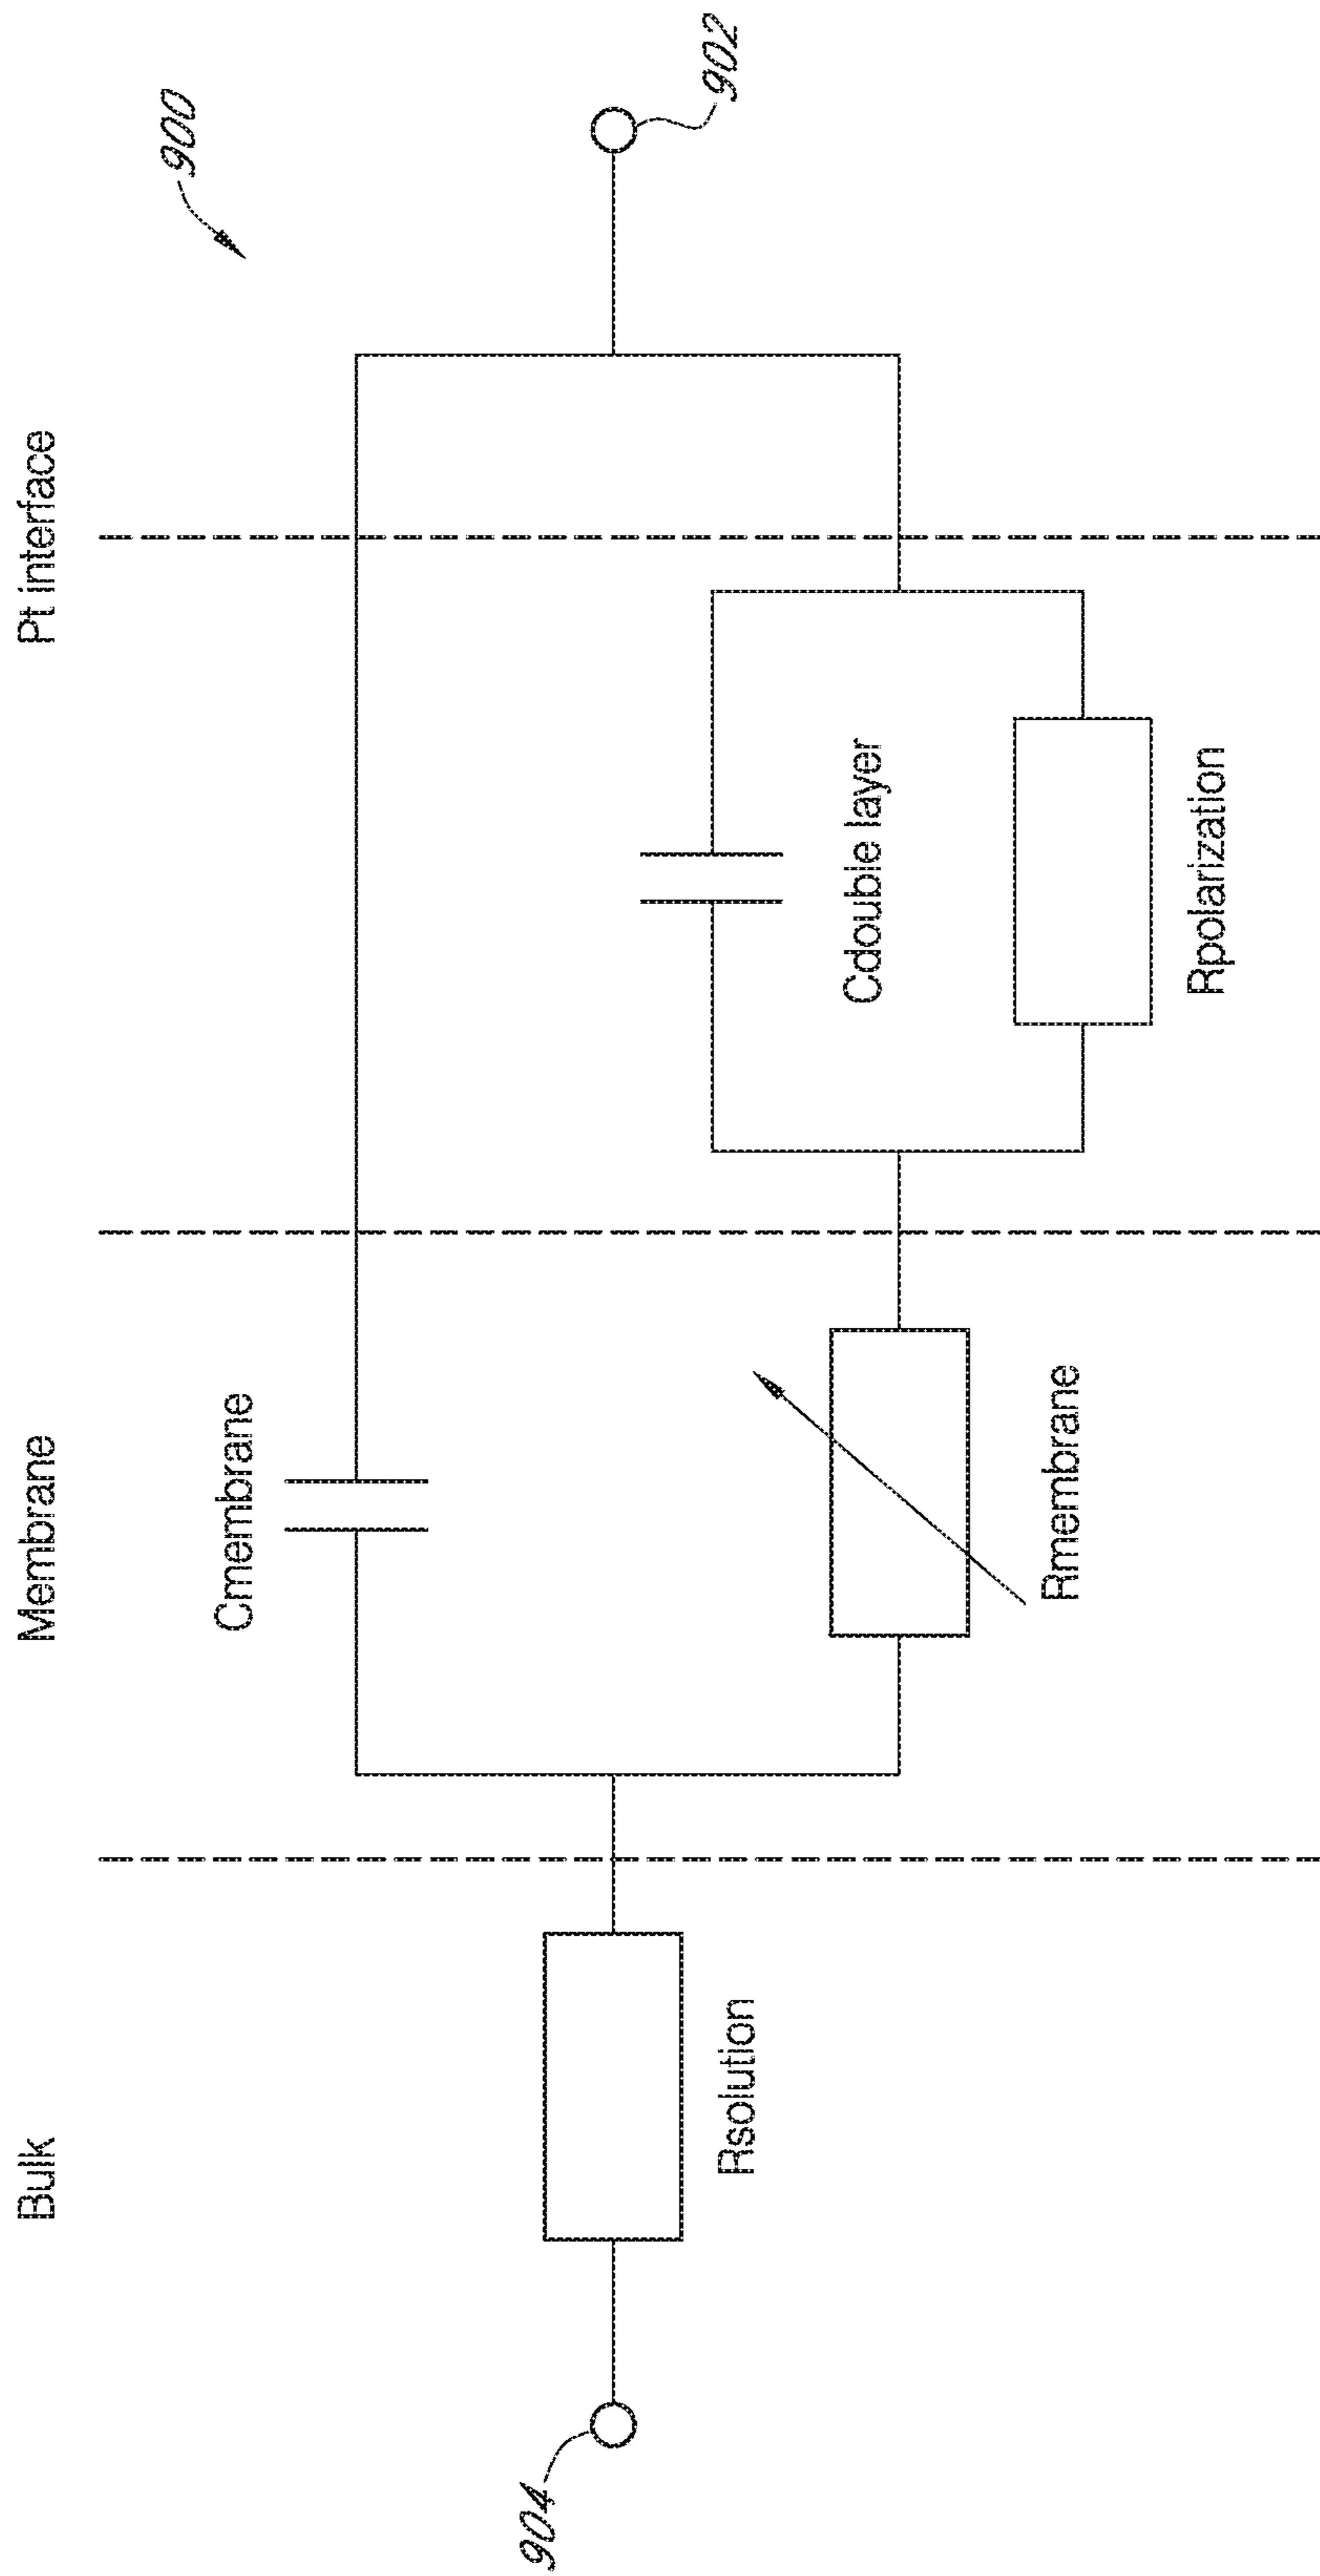 Bulk
Membrane
Pt interface
900
Cmembrane
904
902
Rsolution
Cdouble layer
Rmembrane
Rpolarization